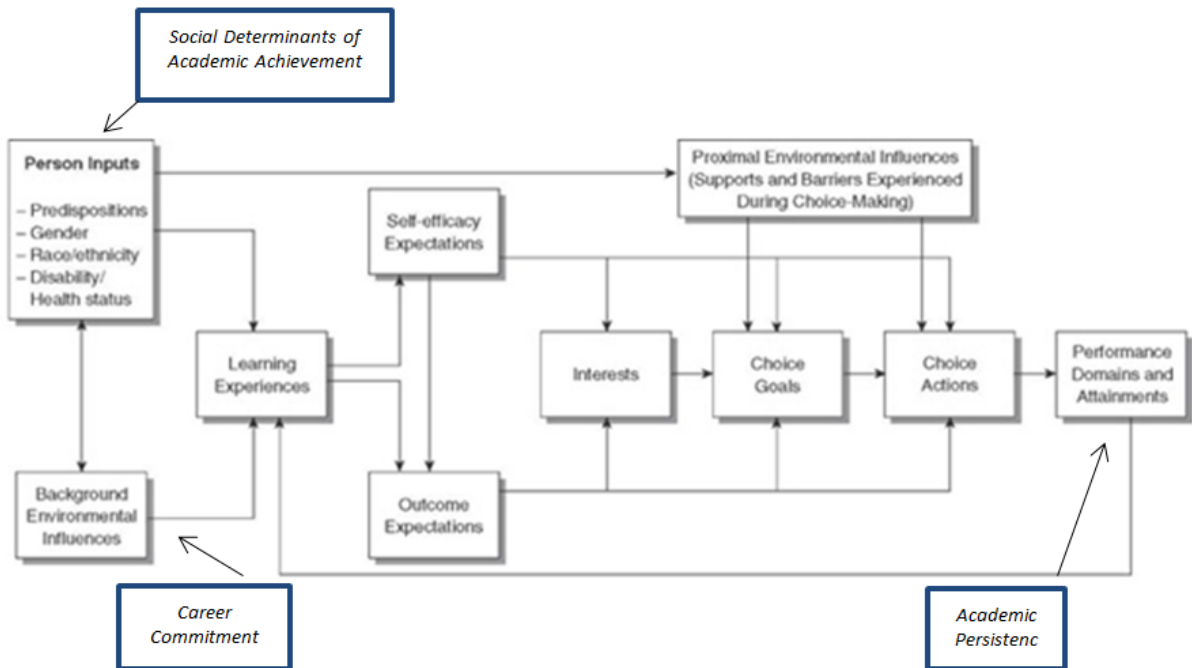 Social Determinants of
Academic Achievement
Person Inputs
– Predispositions
– Gender
– Race/ethnicity
– Disability/
Health status
Proximal Environmental Influences
(Supports and Barriers Experienced
During Choice-Making)
Self-efficacy
Expectations
Learning
Experiences
Interests
Choice
Goals
Choice
Actions
Performance
Domains and
Attainments
Background
Environmental
Influences
Outcome
Expectations
Career
Commitment
Academic
Persistenc